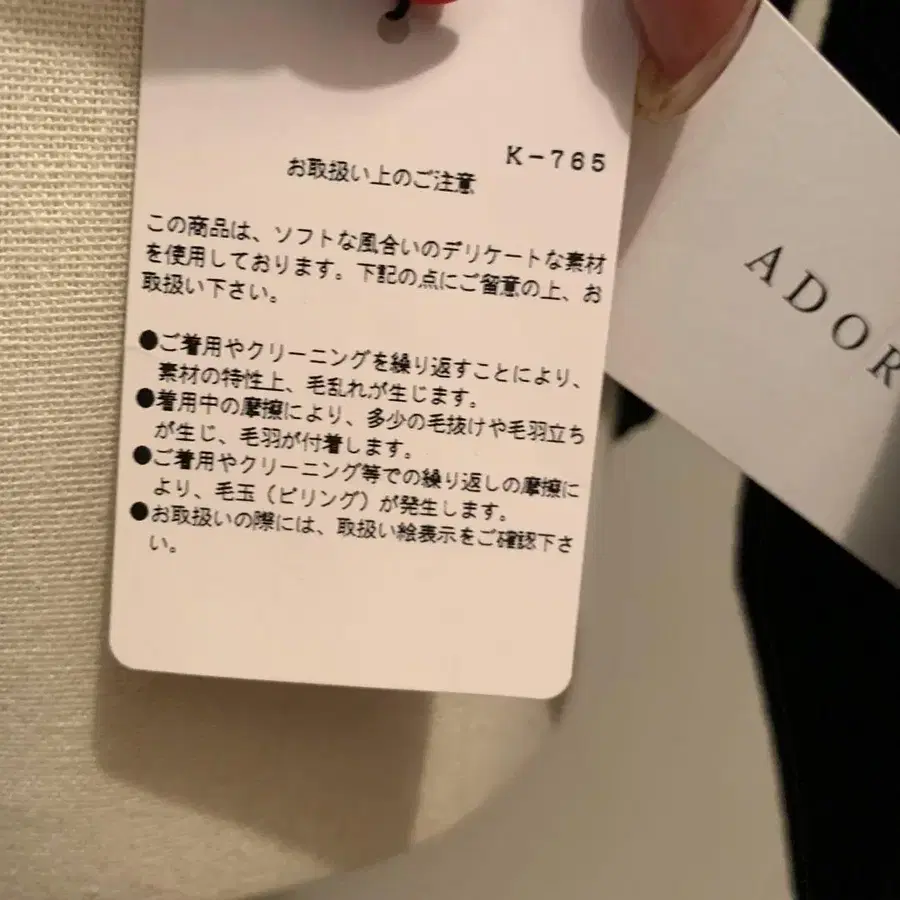 K-765
お取扱い上のご注意
この商品は、ソフトな風合いのデリケートな素材
を使用しております。下記の点にご留意の上、お
取扱い下さい。
●ご着用やクリーニングを繰り返すことにより、
素材の特性上、毛乱れが生じます。
●着用中の摩擦により、多少の毛抜けや毛羽立ち
が生じ、毛羽が付着します。
●ご着用やクリーニング等での繰り返しの摩擦に
より、毛玉（ピリング）が発生します。
●お取扱いの際には、取扱い絵表示をご確認下さ
い。
ADOR